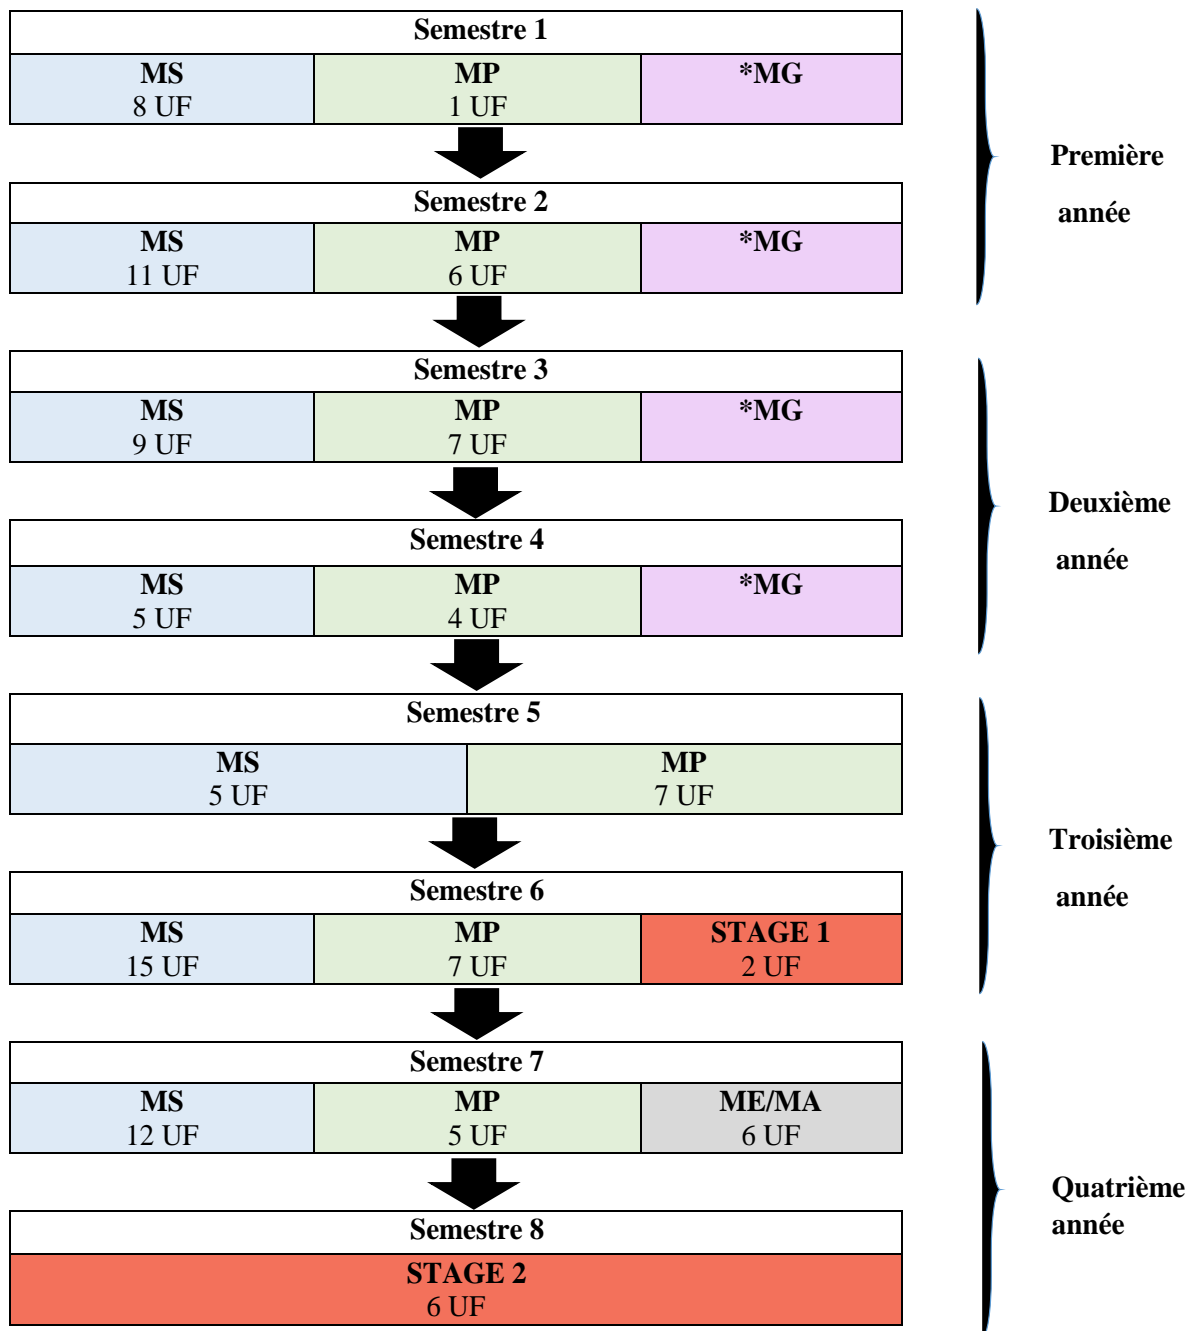 Semestre 1
MS MP *MG
8 UF 1 UF
Première
année
Semestre 2
MS MP *MG
11 UF 6 UF
Semestre 3
MS MP *MG
9 UF 7 UF
Deuxième
année
Semestre 4
MS MP *MG
5 UF 4 UF
Semestre 5
MS MP
5 UF 7 UF
Troisième
année
Semestre 6
MS MP STAGE 1
15 UF 7 UF 2 UF
Semestre 7
MS MP ME/MA
12 UF 5 UF 6 UF
Quatrième
année
Semestre 8
STAGE 2
6 UF